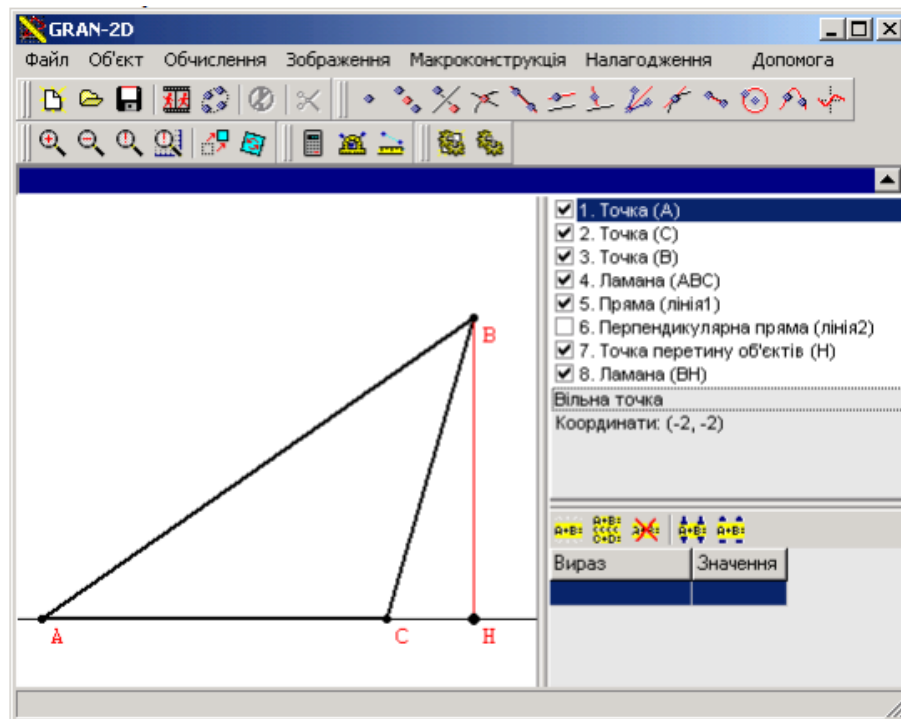 GRAN-2D
Файл Об'єкт Обчислення Зображення Макроконструкція Налагодження Допомога
1. Точка (A)
2. Точка (C)
3. Точка (B)
4. Ламана (ABC)
5. Пряма (лінія1)
6. Перпендикулярна пряма (лінія2)
7. Точка перетину об'єктів (H)
8. Ламана (BH)
Вільна точка
Координати: (-2, -2)
Вираз Значення
B
A C H